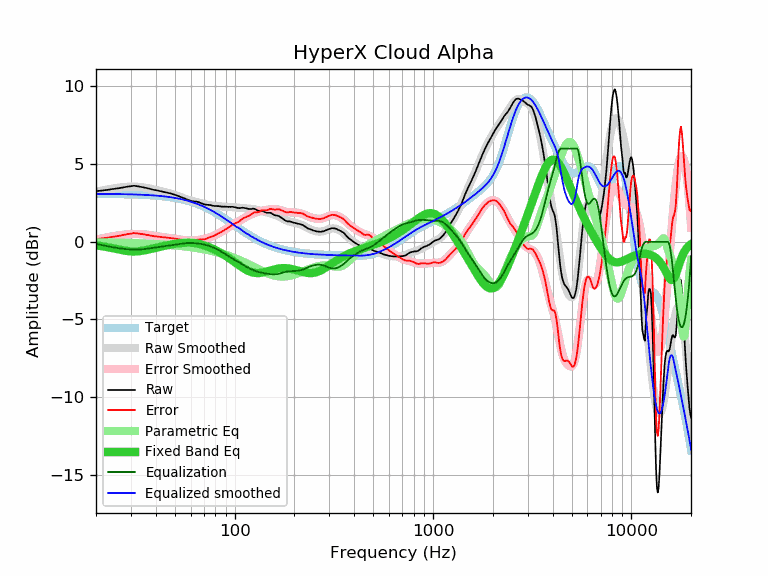 HyperX Cloud Alpha
10
5
0
−5
−10
−15
Amplitude (dBr)
Target
Raw Smoothed
Error Smoothed
Raw
Error
Parametric Eq
Fixed Band Eq
Equalization
Equalized smoothed
100 1000 10000
Frequency (Hz)